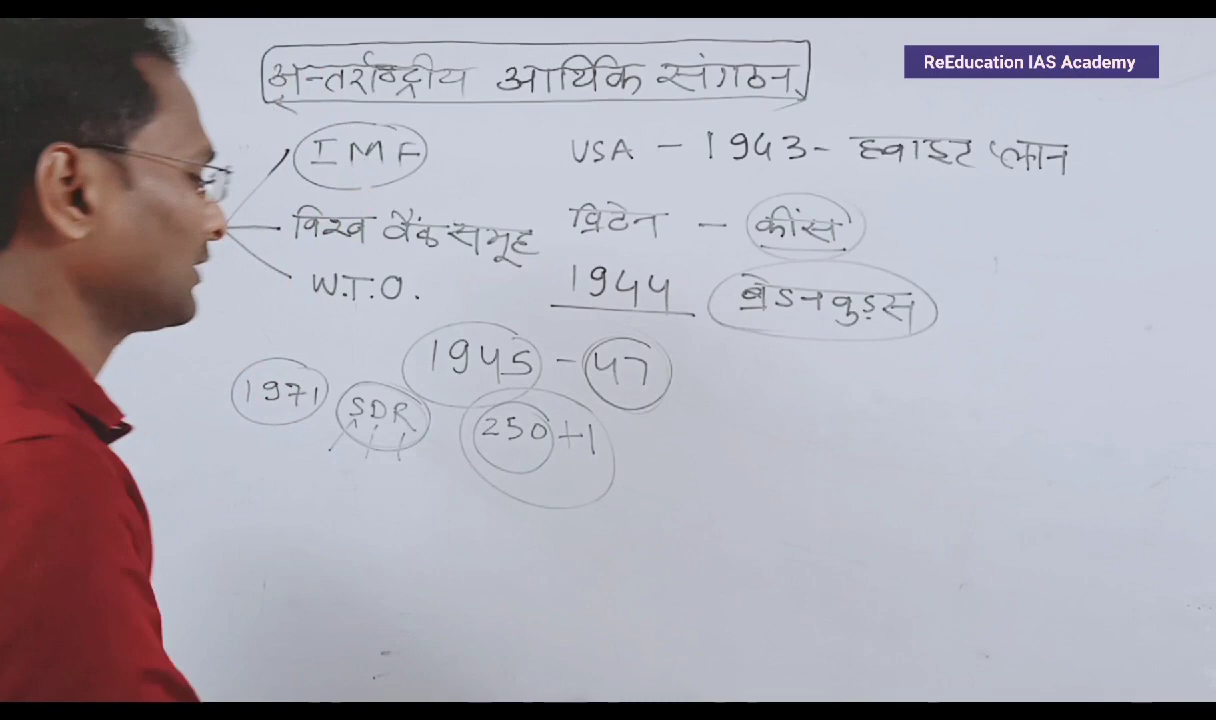 अन्तर्राष्ट्रीय आर्थिक संगठन
ReEducation IAS Academy
IMF
USA - 1943 - ह्वाइट प्लान
विश्व बैंक समूह
ब्रिटेन - कींस
W.T.O.
1944 ब्रेडनवुड्स
1945 - 47
1971
SDR
250+1